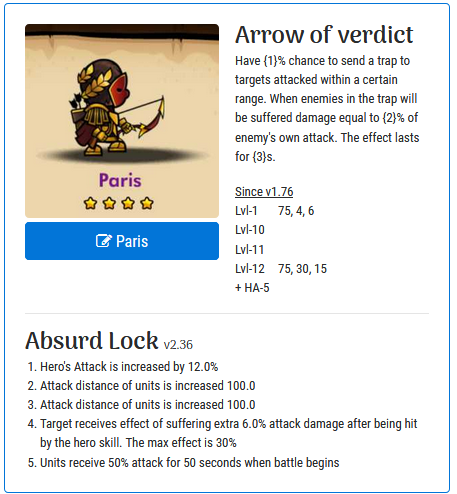 Arrow of verdict
Have {1}% chance to send a trap to
targets attacked within a certain
range. When enemies in the trap will
be suffered damage equal to {2}% of
enemy's own attack. The effect lasts
for {3}s.
Paris
Paris
Since v1.76
Lvl-1 75, 4, 6
Lvl-10
Lvl-11
Lvl-12 75, 30, 15
+ HA-5
Absurd Lock v2.36
1. Hero's Attack is increased by 12.0%
2. Attack distance of units is increased 100.0
3. Attack distance of units is increased 100.0
4. Target receives effect of suffering extra 6.0% attack damage after being hit
by the hero skill. The max effect is 30%
5. Units receive 50% attack for 50 seconds when battle begins